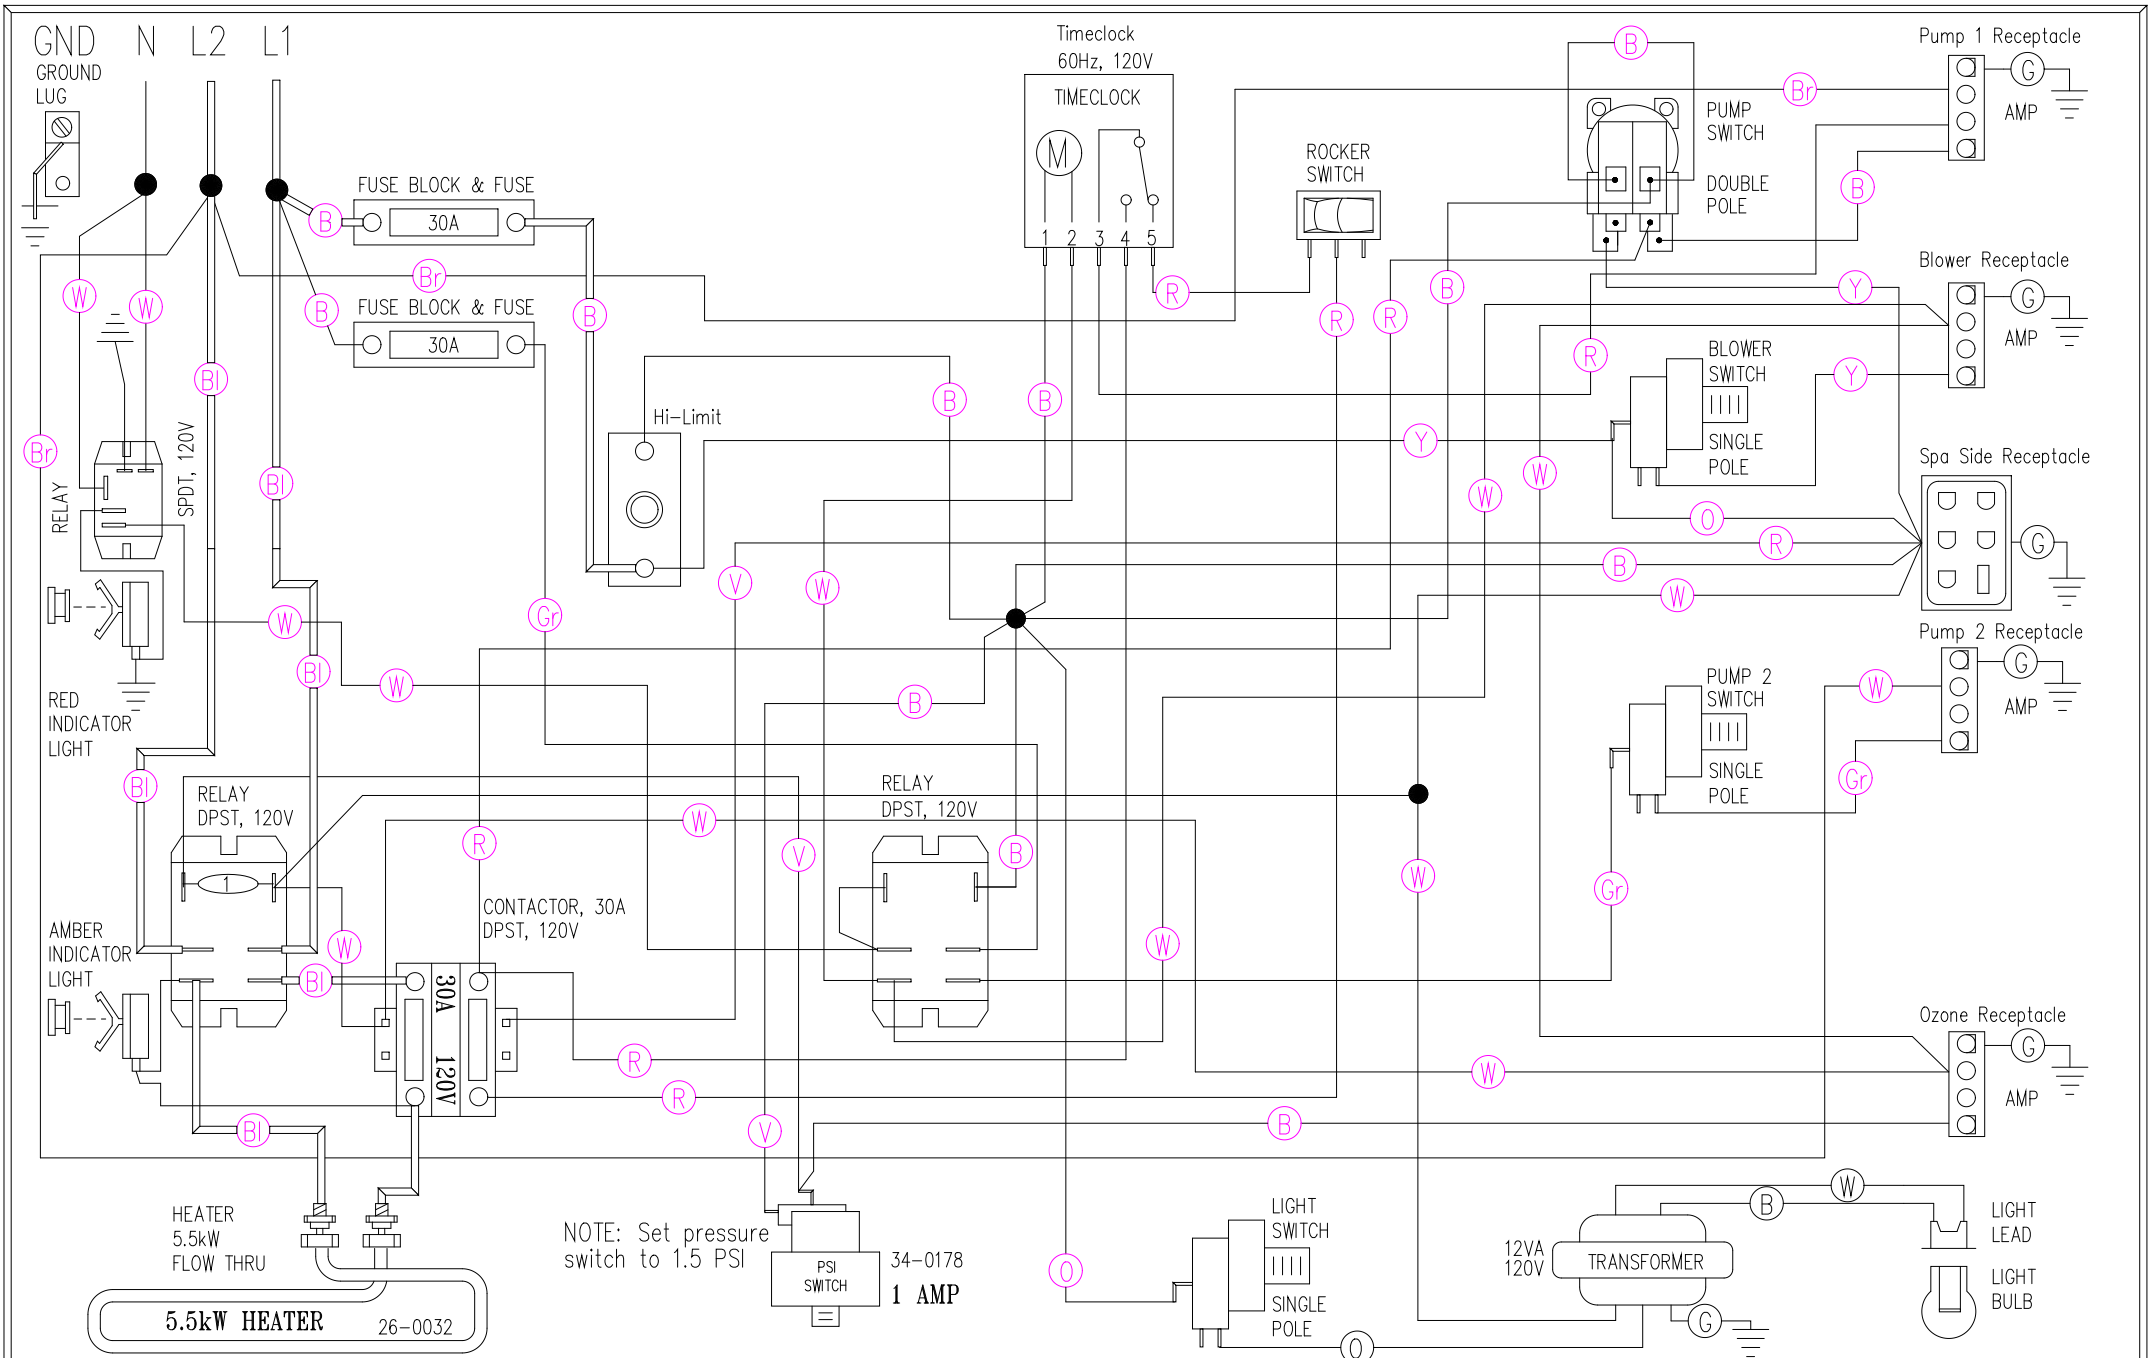 GND N L2 L1
GROUND
LUG
Timeclock
60Hz, 120V
TIMECLOCK
M
1 2 3 4 5
ROCKER
SWITCH
B
PUMP
SWITCH
DOUBLE
POLE
Pump 1 Receptacle
G
AMP
Br
B
FUSE BLOCK & FUSE
30A
B
W
W
Br
FUSE BLOCK & FUSE
30A
B
B
R
R
R
B
Y
Blower Receptacle
G
AMP
Bl
Br
Hi-Limit
B
B
R
BLOWER
SWITCH
SINGLE
POLE
Y
Y
W
W
Spa Side Receptacle
G
RELAY
SPDT, 120V
Bl
O
R
B
W
V
W
Gr
W
Bl
W
B
RED
INDICATOR
LIGHT
Pump 2 Receptacle
G
AMP
W
PUMP 2
SWITCH
SINGLE
POLE
Gr
Bl
RELAY
DPST, 120V
1
W
V
R
RELAY
DPST, 120V
B
W
Gr
CONTACTOR, 30A
DPST, 120V
AMBER
INDICATOR
LIGHT
W
Bl
30A 120V
W
R
R
Ozone Receptacle
G
AMP
W
B
Bl
V
HEATER
5.5kW
FLOW THRU
5.5kW HEATER
26-0032
NOTE: Set pressure
switch to 1.5 PSI
PSI
SWITCH
34-0178
1 AMP
O
LIGHT
SWITCH
SINGLE
POLE
O
12VA
120V
TRANSFORMER
G
B
W
LIGHT
LEAD
LIGHT
BULB